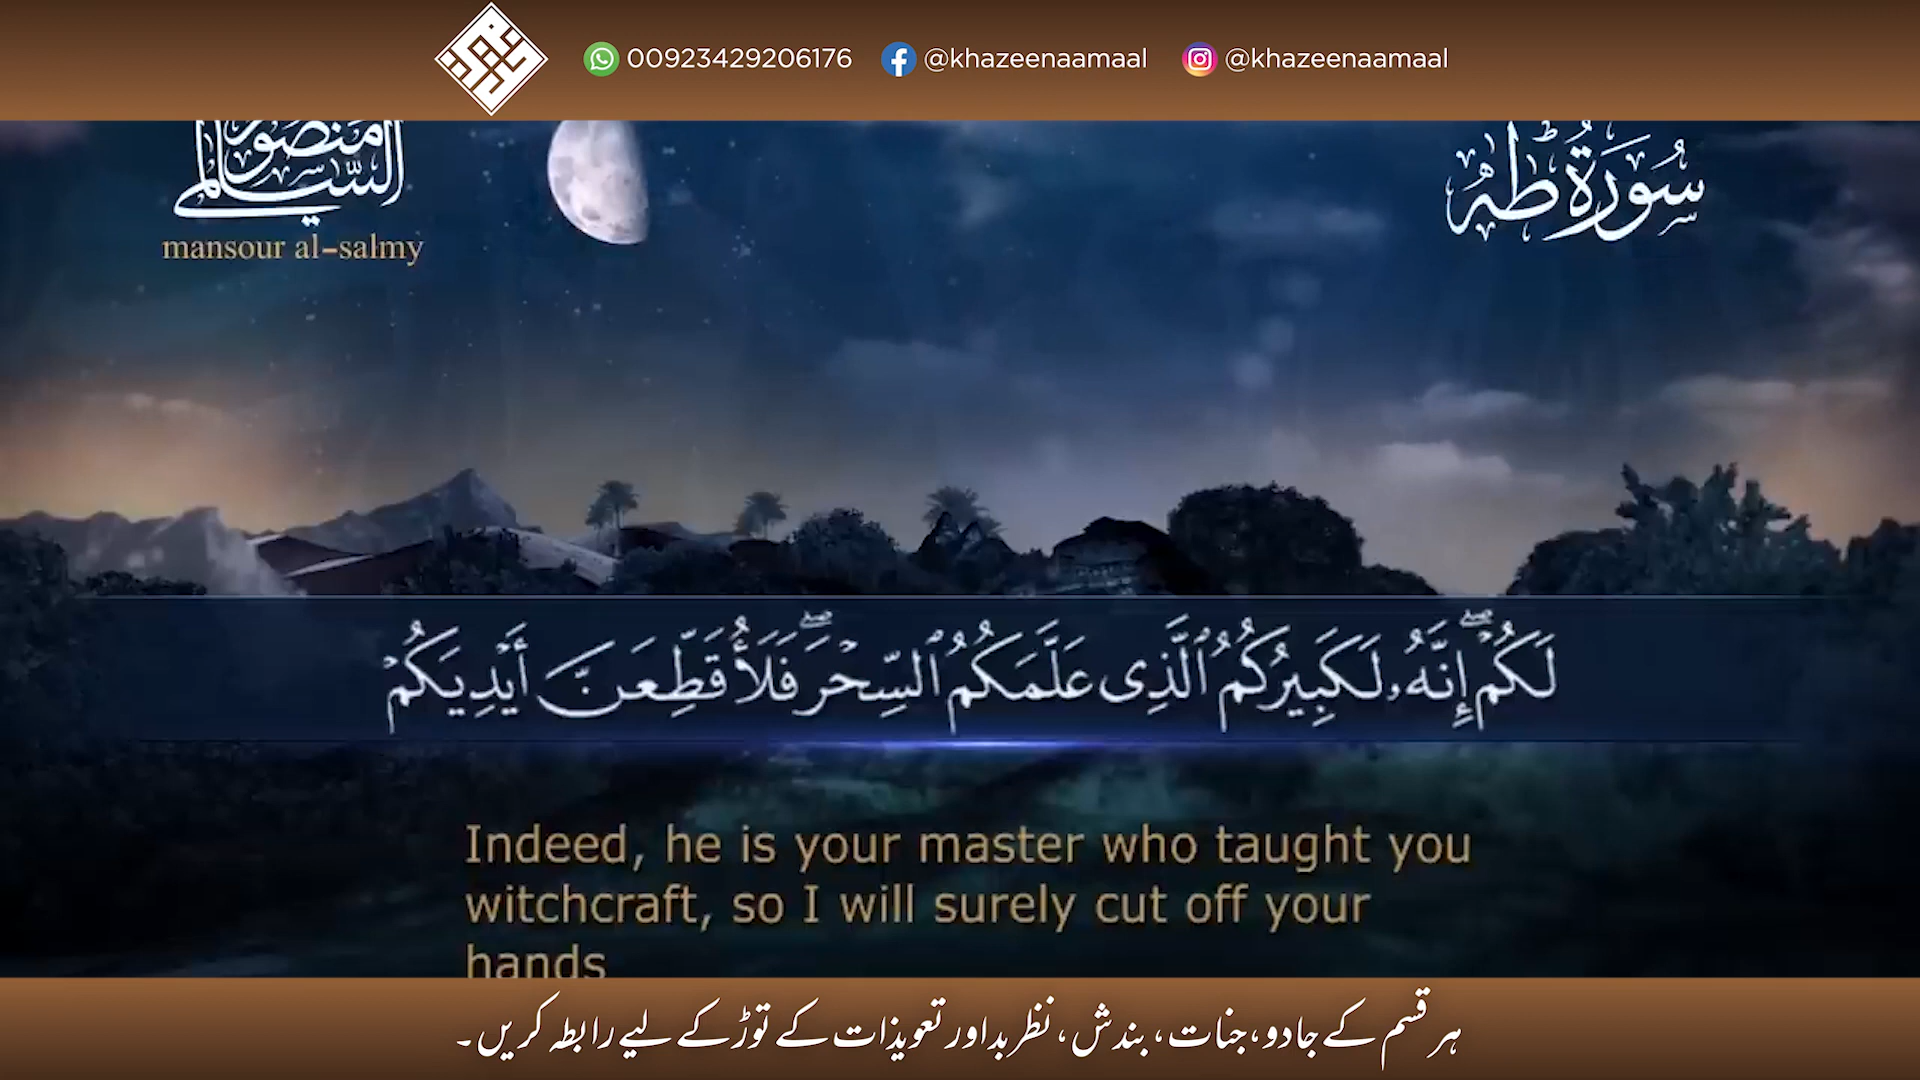 00923429206176 @khazeenaamaal @khazeenaamaal
منصور
السالمي
mansour al-salmy
سُورَةُ طه
لَكُمُ ۖ إِنَّهُۥ لَكَبِيرُكُمُ ٱلَّذِى عَلَّمَكُمُ ٱلسِّحْرَ ۖ فَلَأُقَطِّعَنَّ أَيْدِيَكُمْ
Indeed, he is your master who taught you
witchcraft, so I will surely cut off your
hands
ہر قسم کے جادو، جنات، بندش، نظر بد اور تعویذات کے توڑ کے لیے رابطہ کریں۔